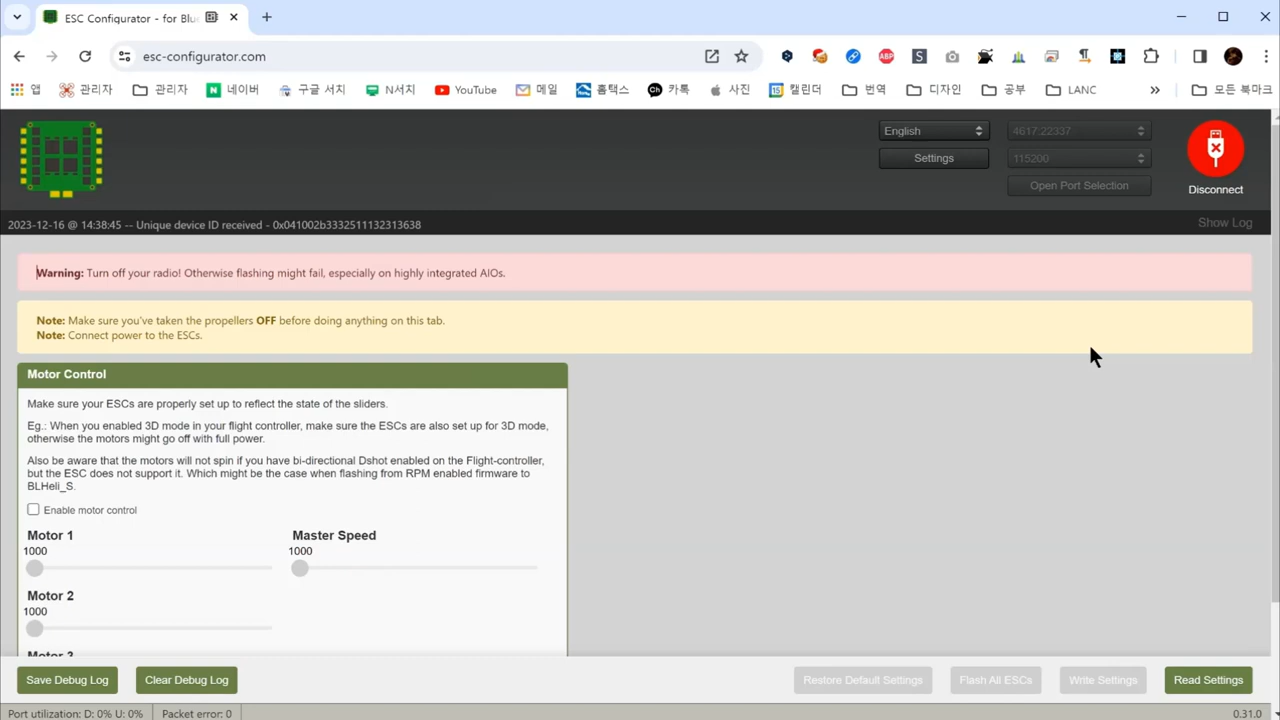 ESC Configurator - for Blu
esc-configurator.com
앱
관리자
관리자
네이버
구글 서치
N서치
YouTube
메일
홈택스
카톡
사진
캘린더
번역
디자인
공부
LANC
모든 북마크
English
4617:22337
Settings
115200
Open Port Selection
Disconnect
2023-12-16 @ 14:38:45 -- Unique device ID received - 0x041002b3332511132313638
Show Log
Warning: Turn off your radio! Otherwise flashing might fail, especially on highly integrated AIOs.
Note: Make sure you've taken the propellers OFF before doing anything on this tab.
Note: Connect power to the ESCs.
Motor Control
Make sure your ESCs are properly set up to reflect the state of the sliders.
Eg.: When you enabled 3D mode in your flight controller, make sure the ESCs are also set up for 3D mode,
otherwise the motors might go off with full power.
Also be aware that the motors will not spin if you have bi-directional Dshot enabled on the Flight-controller,
but the ESC does not support it. Which might be the case when flashing from RPM enabled firmware to
BLHeli_S.
Enable motor control
Motor 1
1000
Master Speed
1000
Motor 2
1000
Motor 3
Save Debug Log
Clear Debug Log
Restore Default Settings
Flash All ESCs
Write Settings
Read Settings
Port utilization: D: 0% U: 0%
Packet error: 0
0.31.0